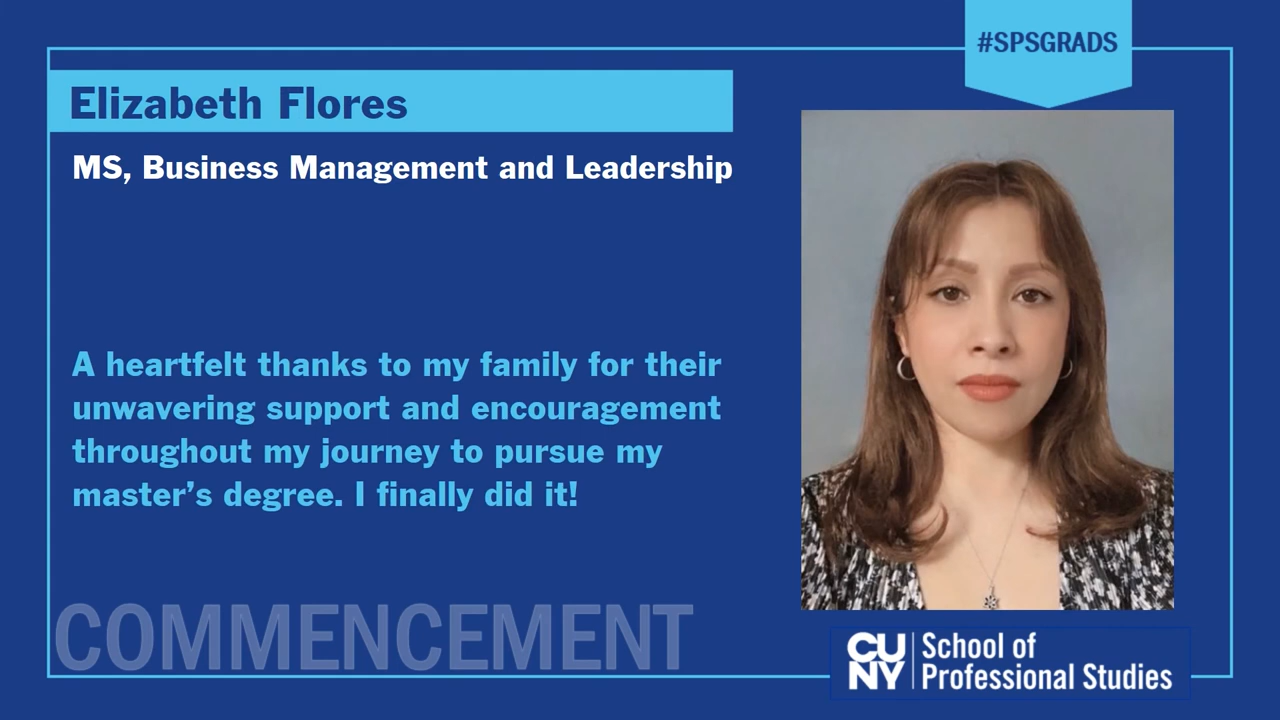 #SPSGRADS
Elizabeth Flores
MS, Business Management and Leadership
A heartfelt thanks to my family for their
unwavering support and encouragement
throughout my journey to pursue my
master’s degree. I finally did it!
COMMENCEMENT
CU
NY
School of
Professional Studies